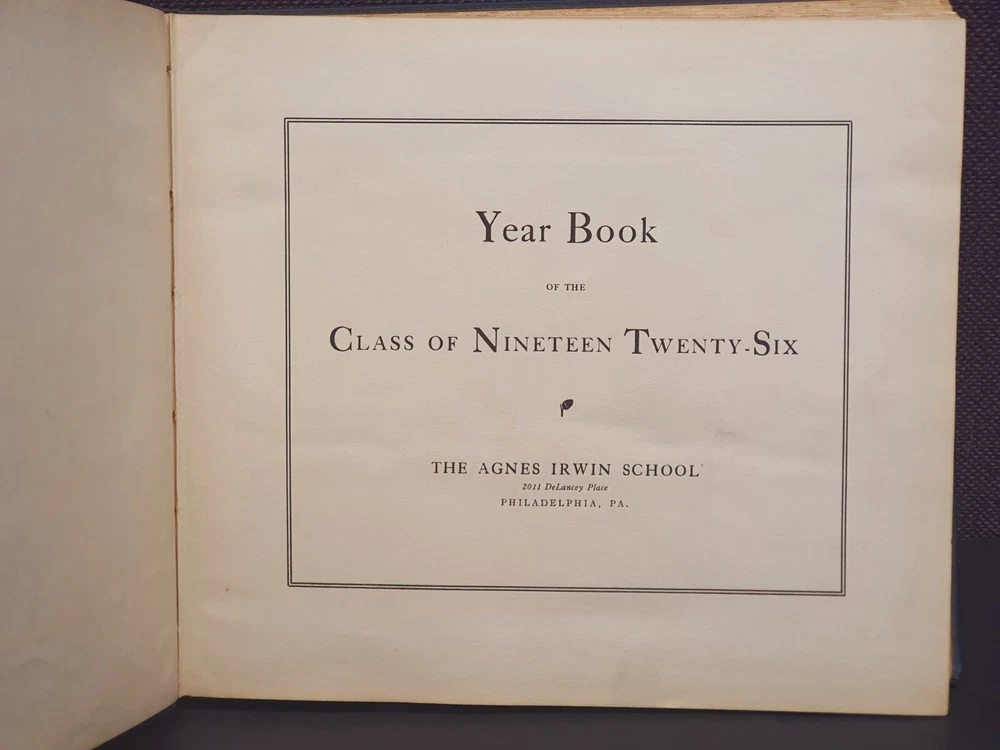 Year Book
OF THE
CLASS OF NINETEEN TWENTY-SIX
THE AGNES IRWIN SCHOOL
2011 DeLancey Place
PHILADELPHIA, PA.